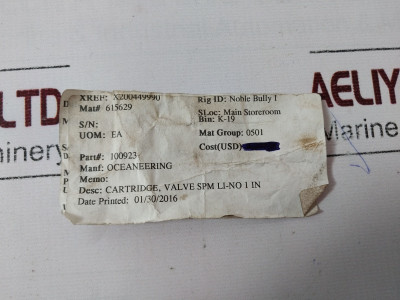 XREF: X200449990
Rig ID: Noble Bully I
Mat# 615629
SLoc: Main Storeroom
S/N:
Bin: K-19
UOM: EA
Mat Group: 0501
Cost(USD)
Part#: 100923
Manf: OCEANEERING
Memo:
Desc: CARTRIDGE, VALVE SPM LI-NO 1 IN
Date Printed: 01/30/2016
LTD
hinery
AELIY
Marine